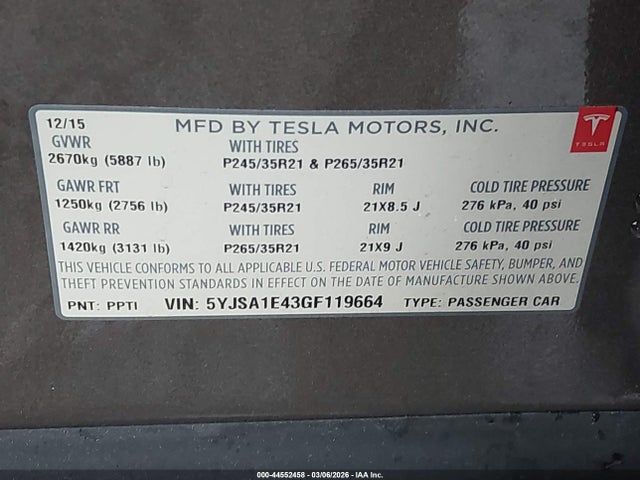 12/15 MFD BY TESLA MOTORS, INC.
TESLA
GVWR WITH TIRES
2670kg (5887 lb) P245/35R21 & P265/35R21
GAWR FRT WITH TIRES RIM COLD TIRE PRESSURE
1250kg (2756 lb) P245/35R21 21X8.5 J 276 kPa, 40 psi
GAWR RR WITH TIRES RIM COLD TIRE PRESSURE
1420kg (3131 lb) P265/35R21 21X9 J 276 kPa, 40 psi
THIS VEHICLE CONFORMS TO ALL APPLICABLE U.S. FEDERAL MOTOR VEHICLE SAFETY, BUMPER, AND
THEFT PREVENTION STANDARDS IN EFFECT ON THE DATE OF MANUFACTURE SHOWN ABOVE.
PNT: PPTI VIN: 5YJSA1E43GF119664 TYPE: PASSENGER CAR
000-44552458 - 03/06/2026 - IAA Inc.